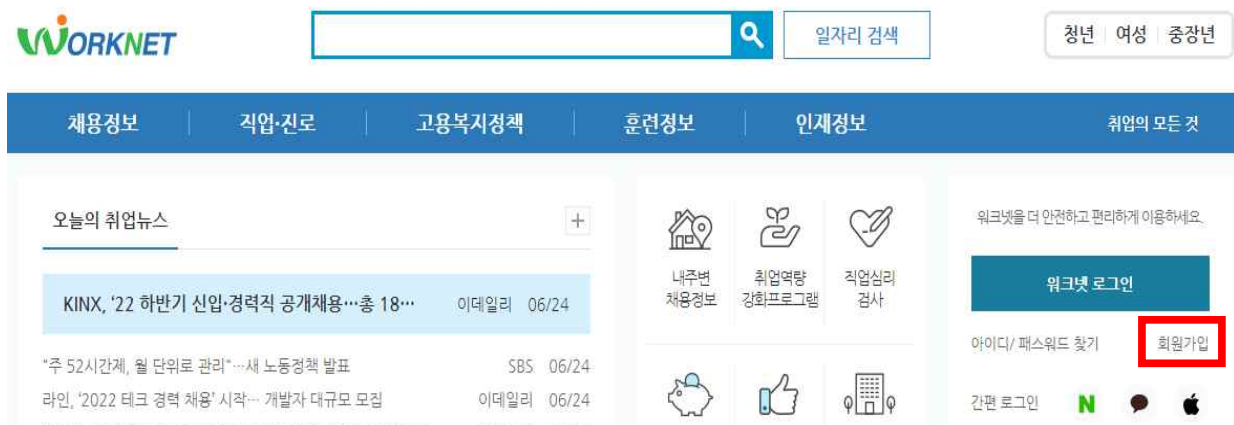 WORKNET
일자리 검색
청년 여성 중장년
채용정보 직업·진로 고용복지정책 훈련정보 인재정보 취업의 모든 것
오늘의 취업뉴스
KINX, '22 하반기 신입·경력직 공개채용…총 18… 이데일리 06/24
"주 52시간제, 월 단위로 관리"…새 노동정책 발표 SBS 06/24
라인, '2022 테크 경력 채용' 시작… 개발자 대규모 모집 이데일리 06/24
내주변
채용정보
취업역량
강화프로그램
직업심리
검사
워크넷을 더 안전하고 편리하게 이용하세요.
워크넷 로그인
아이디/ 패스워드 찾기 회원가입
간편 로그인 N